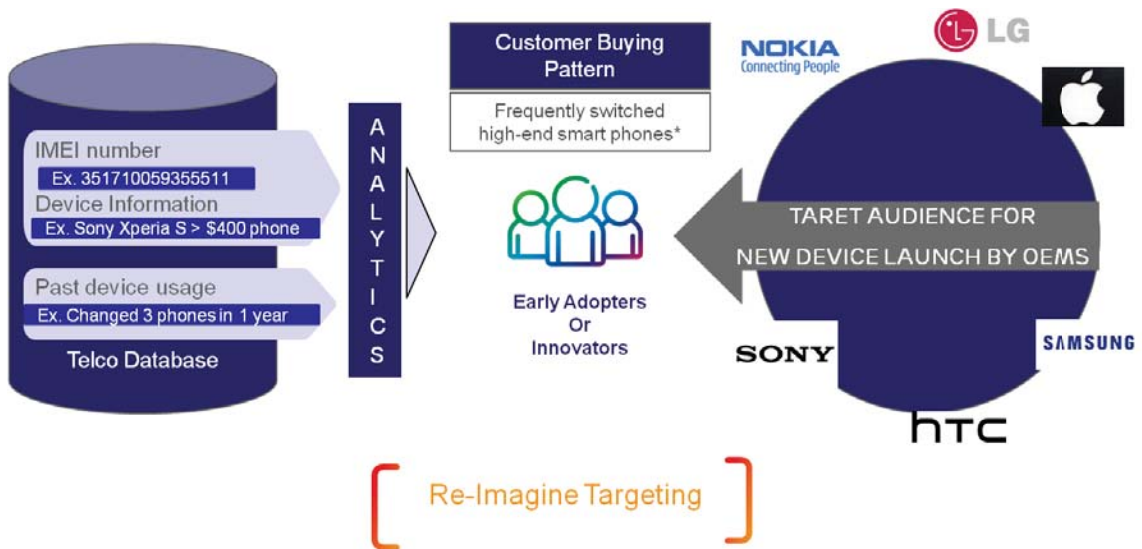 IMEI number
Ex. 351710059355511
Device Information
Ex. Sony Xperia S > $400 phone
Past device usage
Ex. Changed 3 phones in 1 year
Telco Database
ANALYTICS
Customer Buying
Pattern
Frequently switched
high-end smart phones*
Early Adopters
Or
Innovators
NOKIA
Connecting People
LG
LG
TARET AUDIENCE FOR
NEW DEVICE LAUNCH BY OEMS
SONY
SAMSUNG
hTC
Re-Imagine Targeting